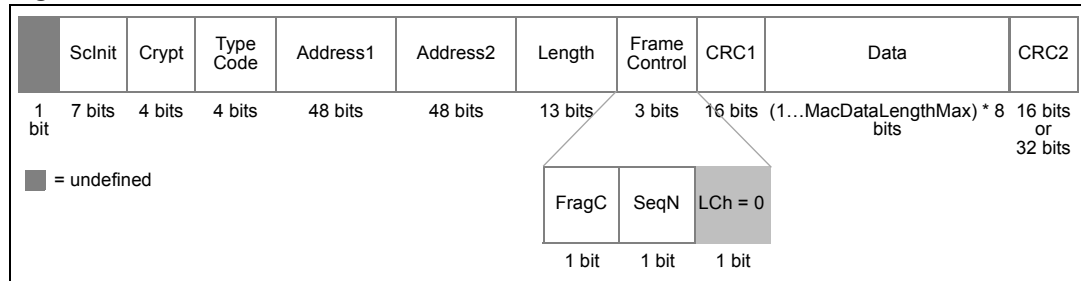 ScInit Crypt Type Code Address1 Address2 Length Frame Control CRC1 Data CRC2
1 bit 7 bits 4 bits 4 bits 48 bits 48 bits 13 bits 3 bits 16 bits (1…MacDataLengthMax) * 8 bits 16 bits or 32 bits
= undefined
FragC SeqN LCh = 0
1 bit 1 bit 1 bit